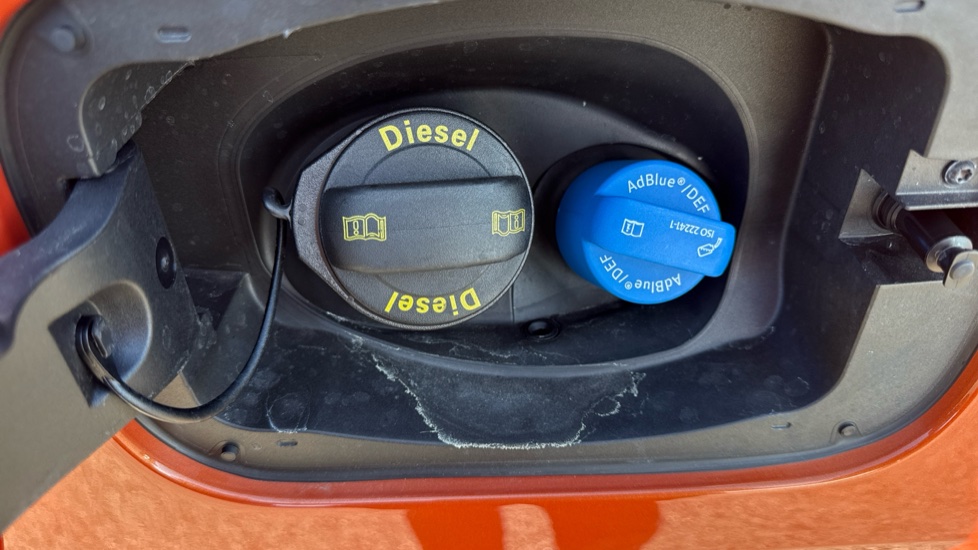 Diesel
Diesel
AdBlue®/DEF
ISO 22241-1
AdBlue®/DEF